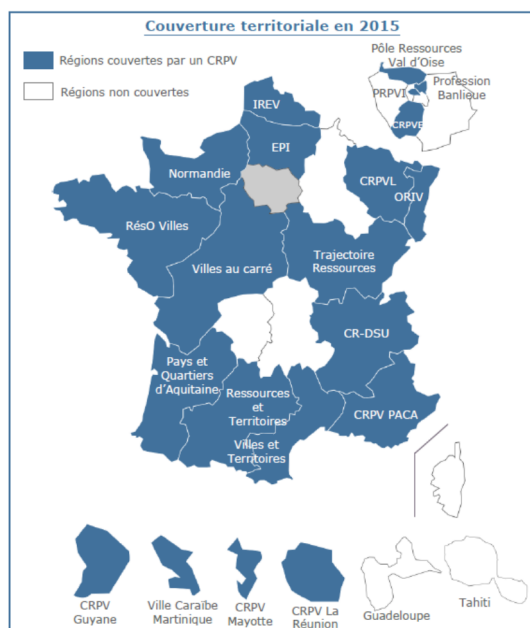 Couverture territoriale en 2015
Régions couvertes par un CRPV
Régions non couvertes
Pôle Ressources
Val d'Oise
Profession
Banlieue
PRPVI
CRPVE
IREV
EPI
Normandie
CRPVL
ORIV
RésO Villes
Villes au carré
Trajectoire
Ressources
CR-DSU
Pays et
Quartiers
d'Aquitaine
Ressources
et
Territoires
CRPV PACA
Villes et
Territoires
CRPV
Guyane
Ville Caraïbe
Martinique
CRPV
Mayotte
CRPV La
Réunion
Guadeloupe
Tahiti